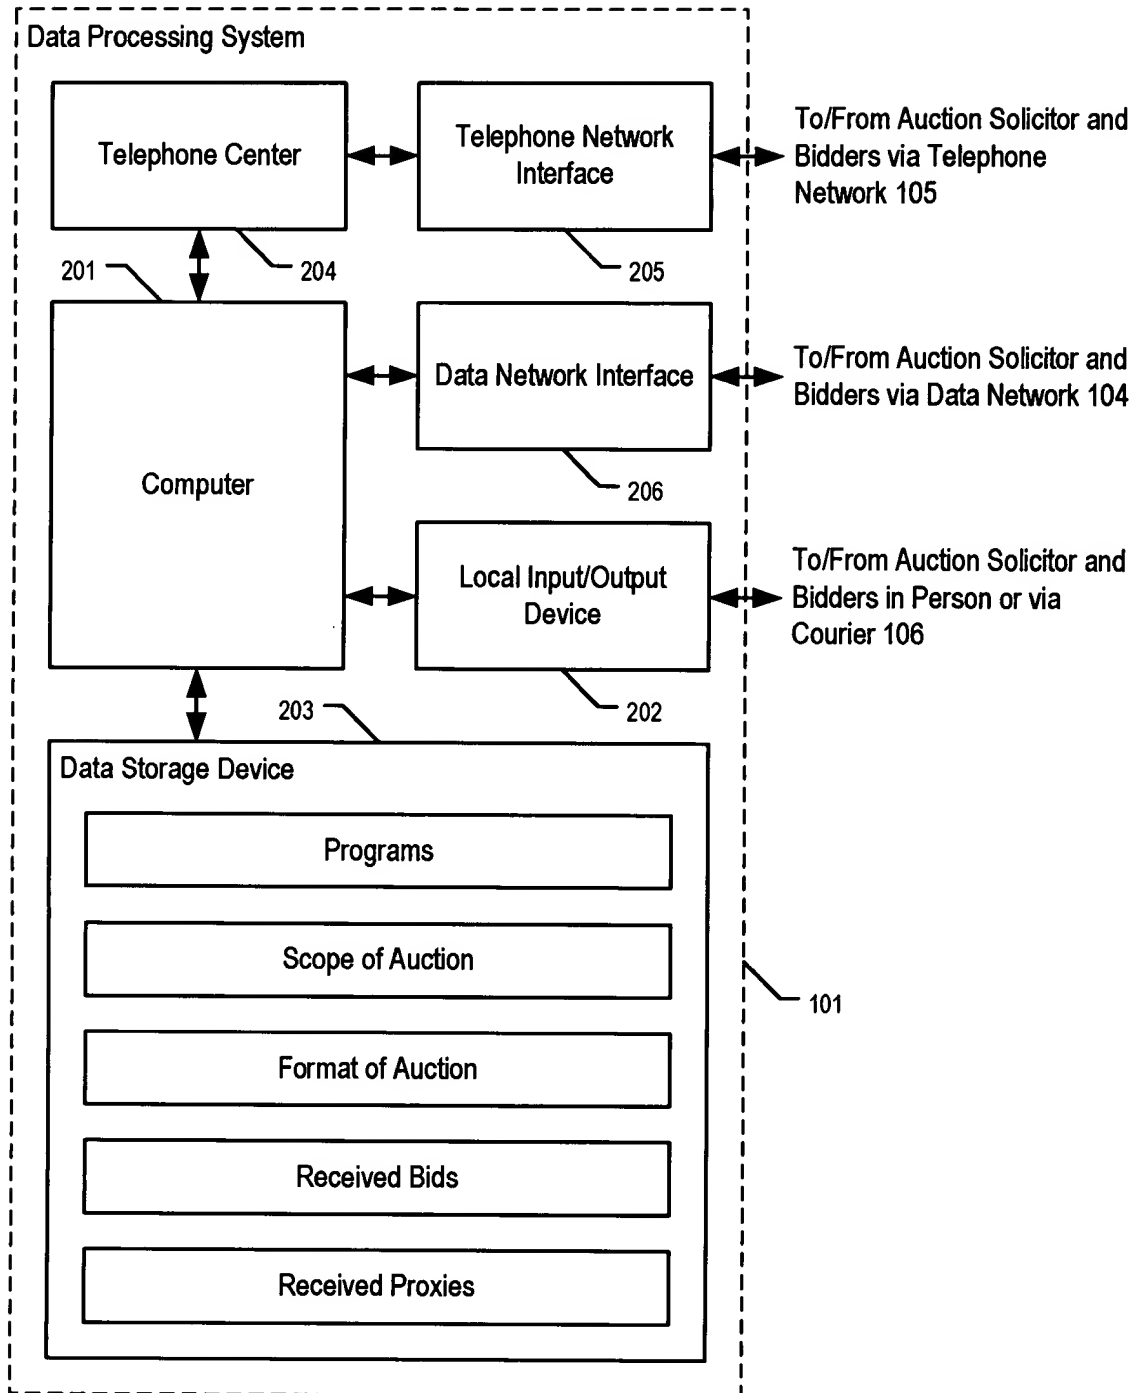 Data Processing System
Telephone Center
Telephone Network
Interface
To/From Auction Solicitor and
Bidders via Telephone
Network 105
201
204
205
Computer
Data Network Interface
To/From Auction Solicitor and
Bidders via Data Network 104
206
Local Input/Output
Device
To/From Auction Solicitor and
Bidders in Person or via
Courier 106
203
202
Data Storage Device
Programs
Scope of Auction
101
Format of Auction
Received Bids
Received Proxies